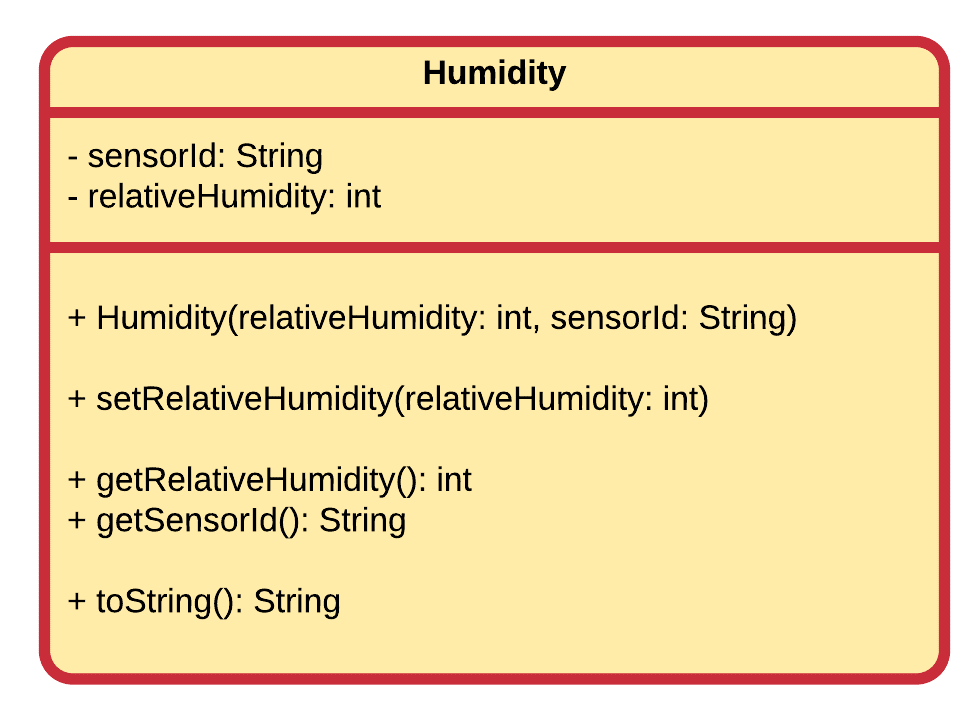 Humidity
- sensorId: String
- relativeHumidity: int
+ Humidity(relativeHumidity: int, sensorId: String)
+ setRelativeHumidity(relativeHumidity: int)
+ getRelativeHumidity(): int
+ getSensorId(): String
+ toString(): String